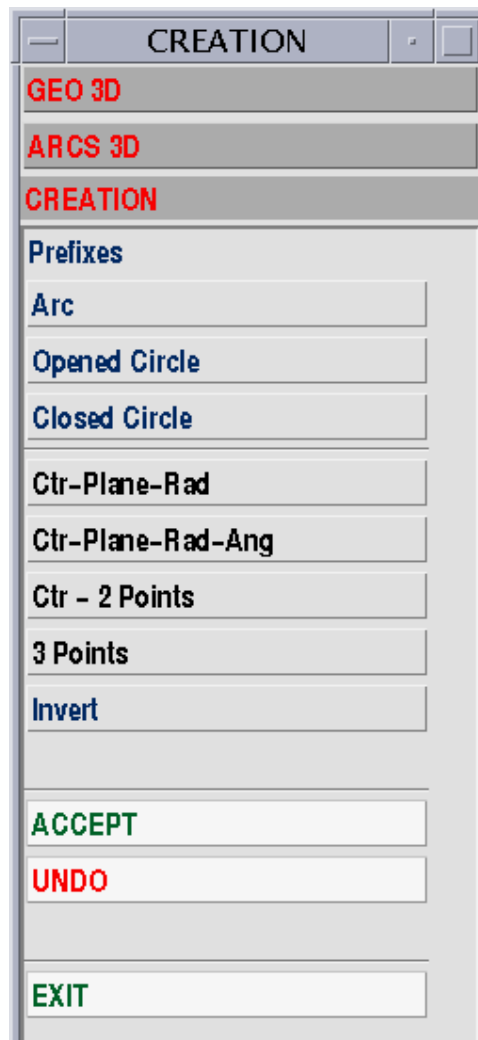 CREATION
GEO 3D
ARCS 3D
CREATION
Prefixes
Arc
Opened Circle
Closed Circle
Ctr-Plane-Rad
Ctr-Plane-Rad-Ang
Ctr - 2 Points
3 Points
Invert
ACCEPT
UNDO
EXIT